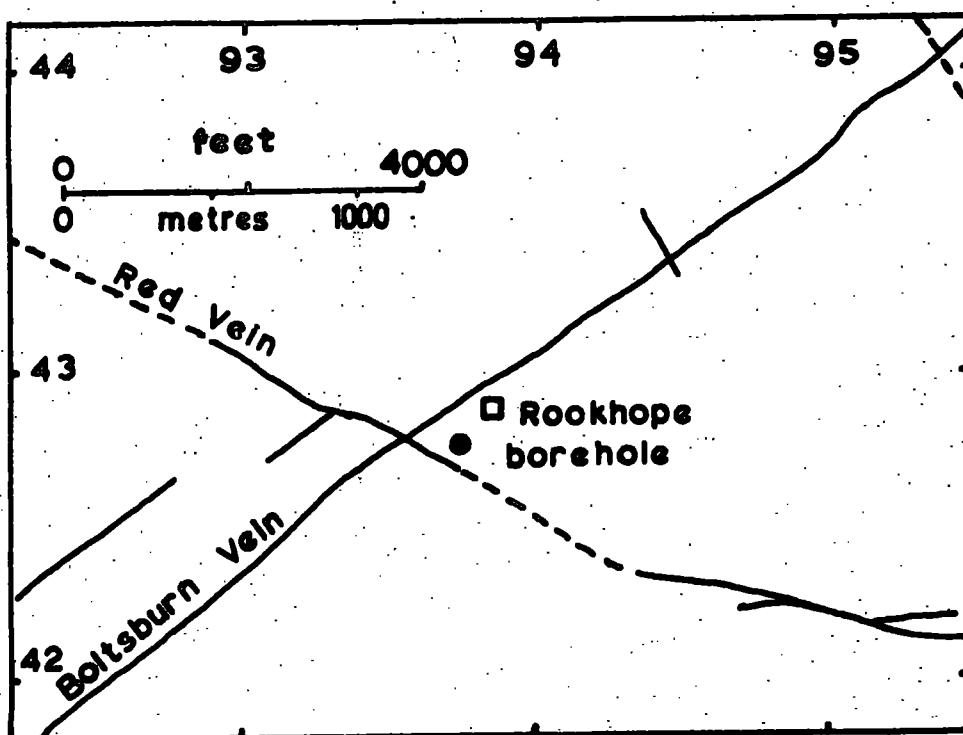 93 94 95
44
feet
0 4000
0 metres 1000
Red Vein
43
Rookhope
borehole
Boltsburn Vein
42